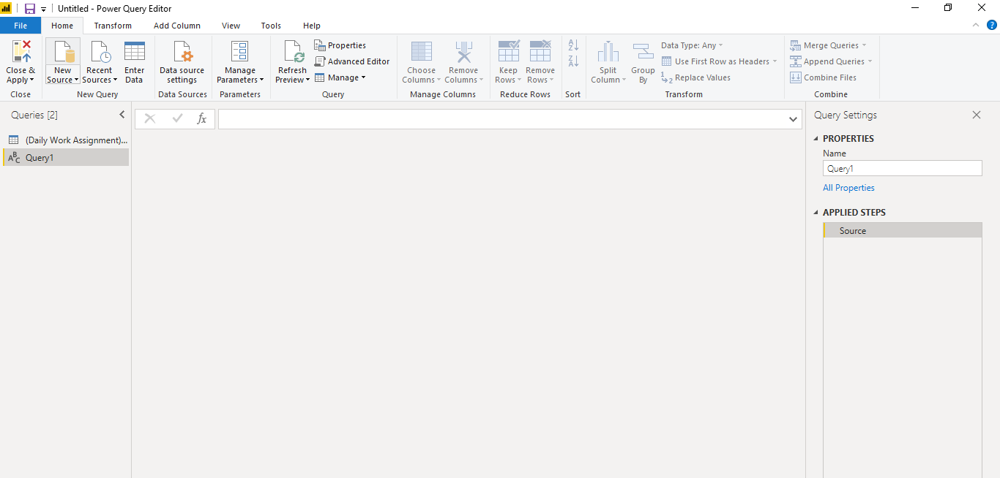 Untitled - Power Query Editor
File Home Transform Add Column View Tools Help
Close & Apply
Close
New Source
Recent Sources
Enter Data
New Query
Data source settings
Data Sources
Manage Parameters
Parameters
Refresh Preview
Properties
Advanced Editor
Manage
Query
Choose Columns
Remove Columns
Manage Columns
Keep Rows
Remove Rows
Reduce Rows
A
Z
Z
A
Sort
Split Column
Group By
Data Type: Any
Use First Row as Headers
1
2
Replace Values
Transform
Merge Queries
Append Queries
Combine Files
Combine
?
Queries [2]
(Daily Work Assignment)...
ABC Query1
fx
Query Settings
PROPERTIES
Name
Query1
All Properties
APPLIED STEPS
Source